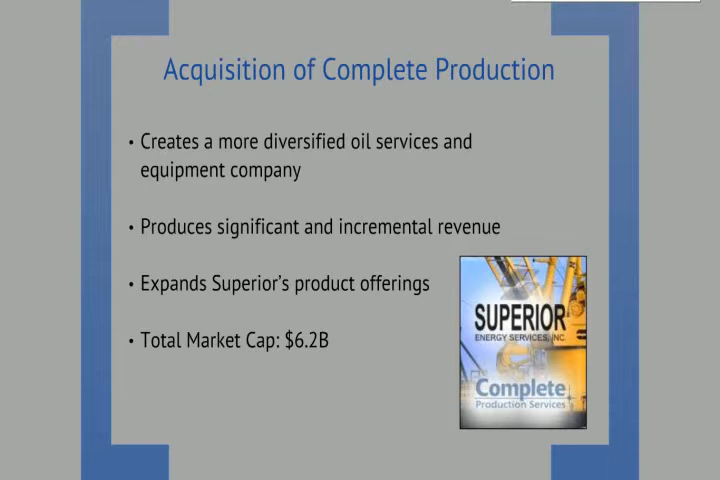 Acquisition of Complete Production
• Creates a more diversified oil services and
equipment company
• Produces significant and incremental revenue
• Expands Superior's product offerings
• Total Market Cap: $6.2B
SUPERIOR
ENERGY SERVICES, INC.
Complete
Production Services